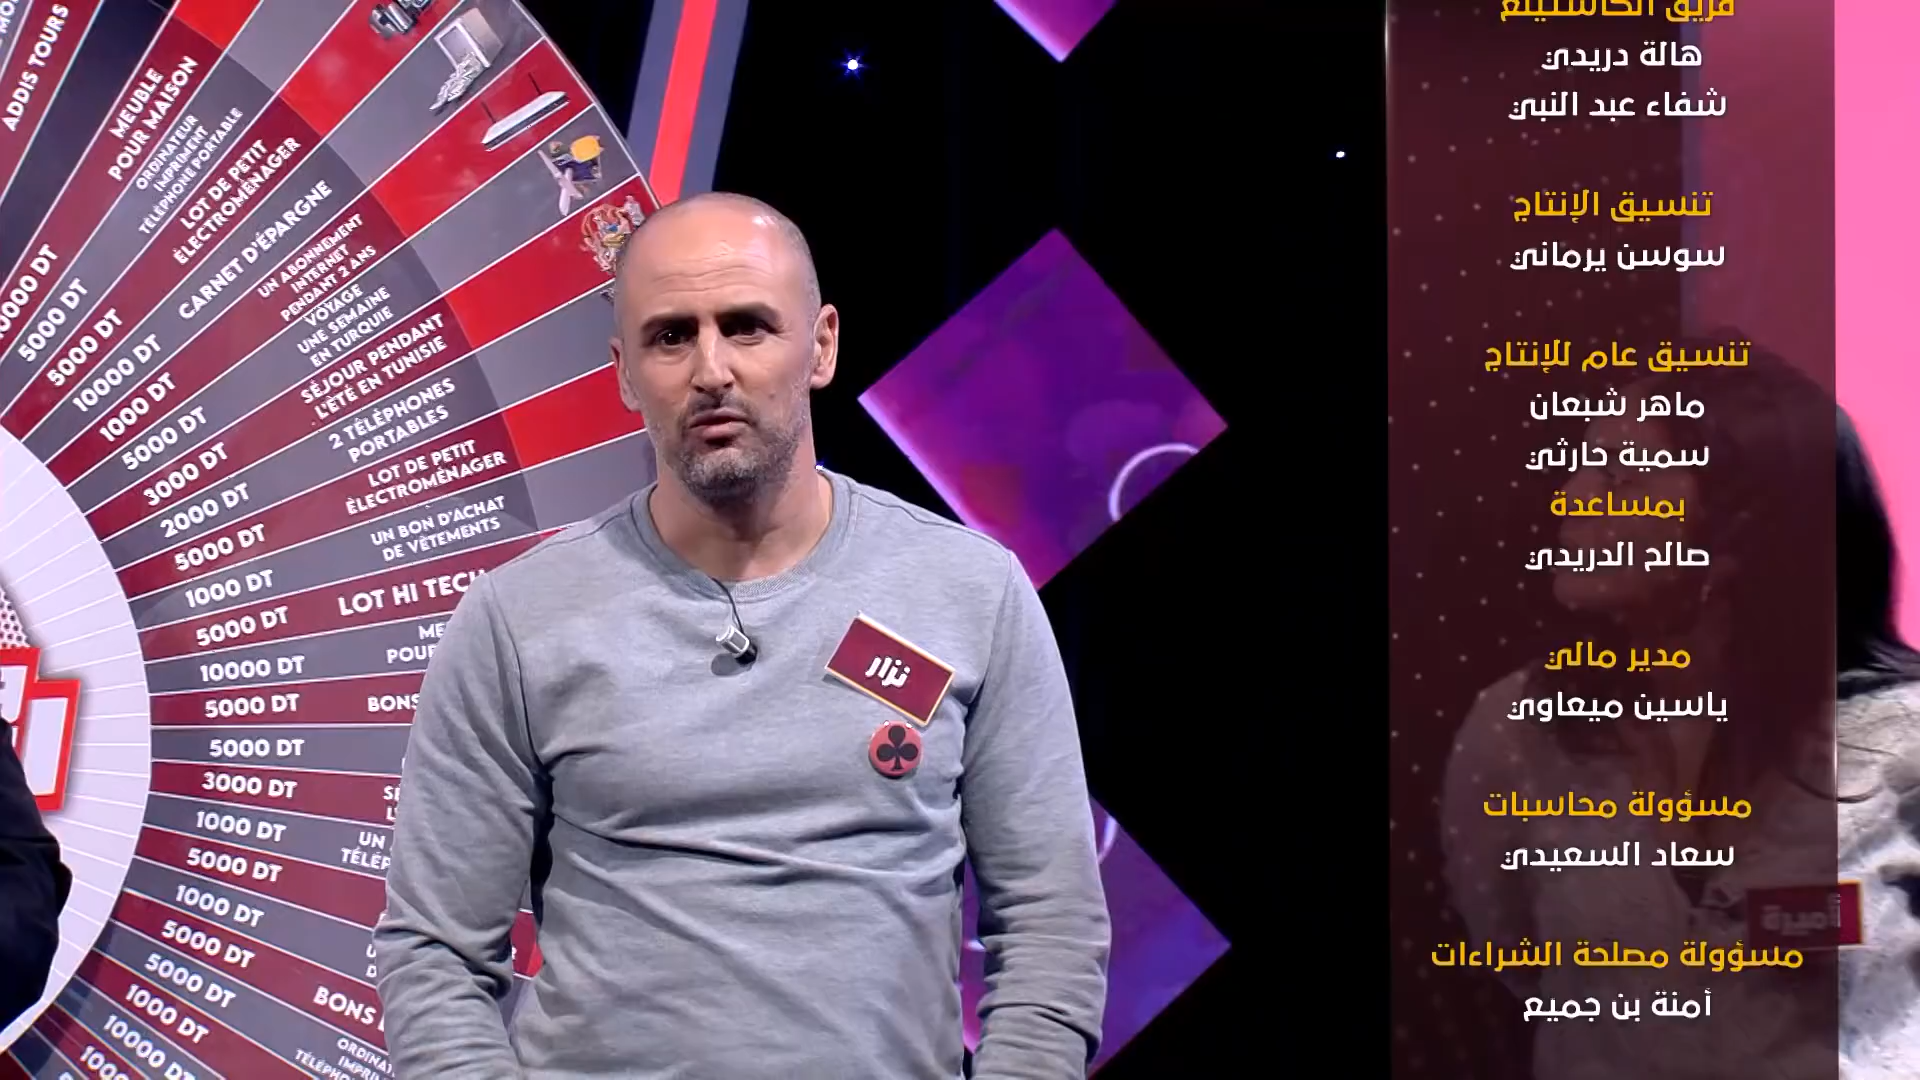 ADDIS TOURS
MEUBLE
POUR MAISON
ORDINATEUR
IMPRIMENT
TÉLÉPHONE PORTABLE
LOT DE PETIT
ÉLECTROMÉNAGER
5000 DT
CARNET D'ÉPARGNE
5000 DT
UN ABONNEMENT
INTERNET
PENDANT 2 ANS
10000 DT
VOYAGE
UNE SEMAINE
EN TURQUIE
1000 DT
SÉJOUR PENDANT
L'ÉTÉ EN TUNISIE
5000 DT
2 TÉLÉPHONES
PORTABLES
3000 DT
LOT DE PETIT
ÉLECTROMÉNAGER
2000 DT
UN BON D'ACHAT
DE VÊTEMENTS
5000 DT
LOT HI TECH
1000 DT
5000 DT
10000 DT
5000 DT
BONS
5000 DT
3000 DT
1000 DT
UN
5000 DT
1000 DT
5000 DT
5000 DT
BONS
1000 DT
10000 DT
نزار
فريق الكاستينغ
هالة دريدي
شفاء عبد النبي
تنسيق الإنتاج
سوسن يرماني
تنسيق عام للإنتاج
ماهر شبعان
سمية حارثي
بمساعدة
صالح الدريدي
مدير مالي
ياسين ميعاوي
مسؤولة محاسبات
سعاد السعيدي
مسؤولة مصلحة الشراءات
آمنة بن جميع
أميرة